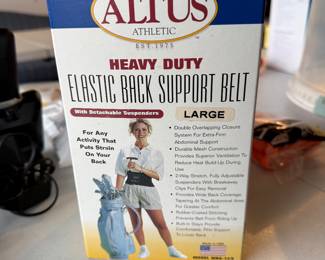 ALTUS
ATHLETIC
EST 1975
HEAVY DUTY
ELASTIC BACK SUPPORT BELT
With Detachable Suspenders
LARGE
For Any
Activity That
Puts Strain On
Your Back
• Double Overlapping Closure
System For Extra-Firm
Abdominal Support
• Durable Mesh Construction
Provides Superior Ventilation To
Reduce Heat Build Up During
Use
• 2-Way Stretch, Fully Adjustable
Suspenders With Breakaway
Clips For Easy Removal
• Provides Wide Back Coverage,
Tapering At The Abdominal Area
For Greater Comfort
• Rubber-Coated Stitching
Prevents Belt From Riding Up
• Built-In Stays Provide
Comfortable, Firm Support
To Lower Back
MODEL